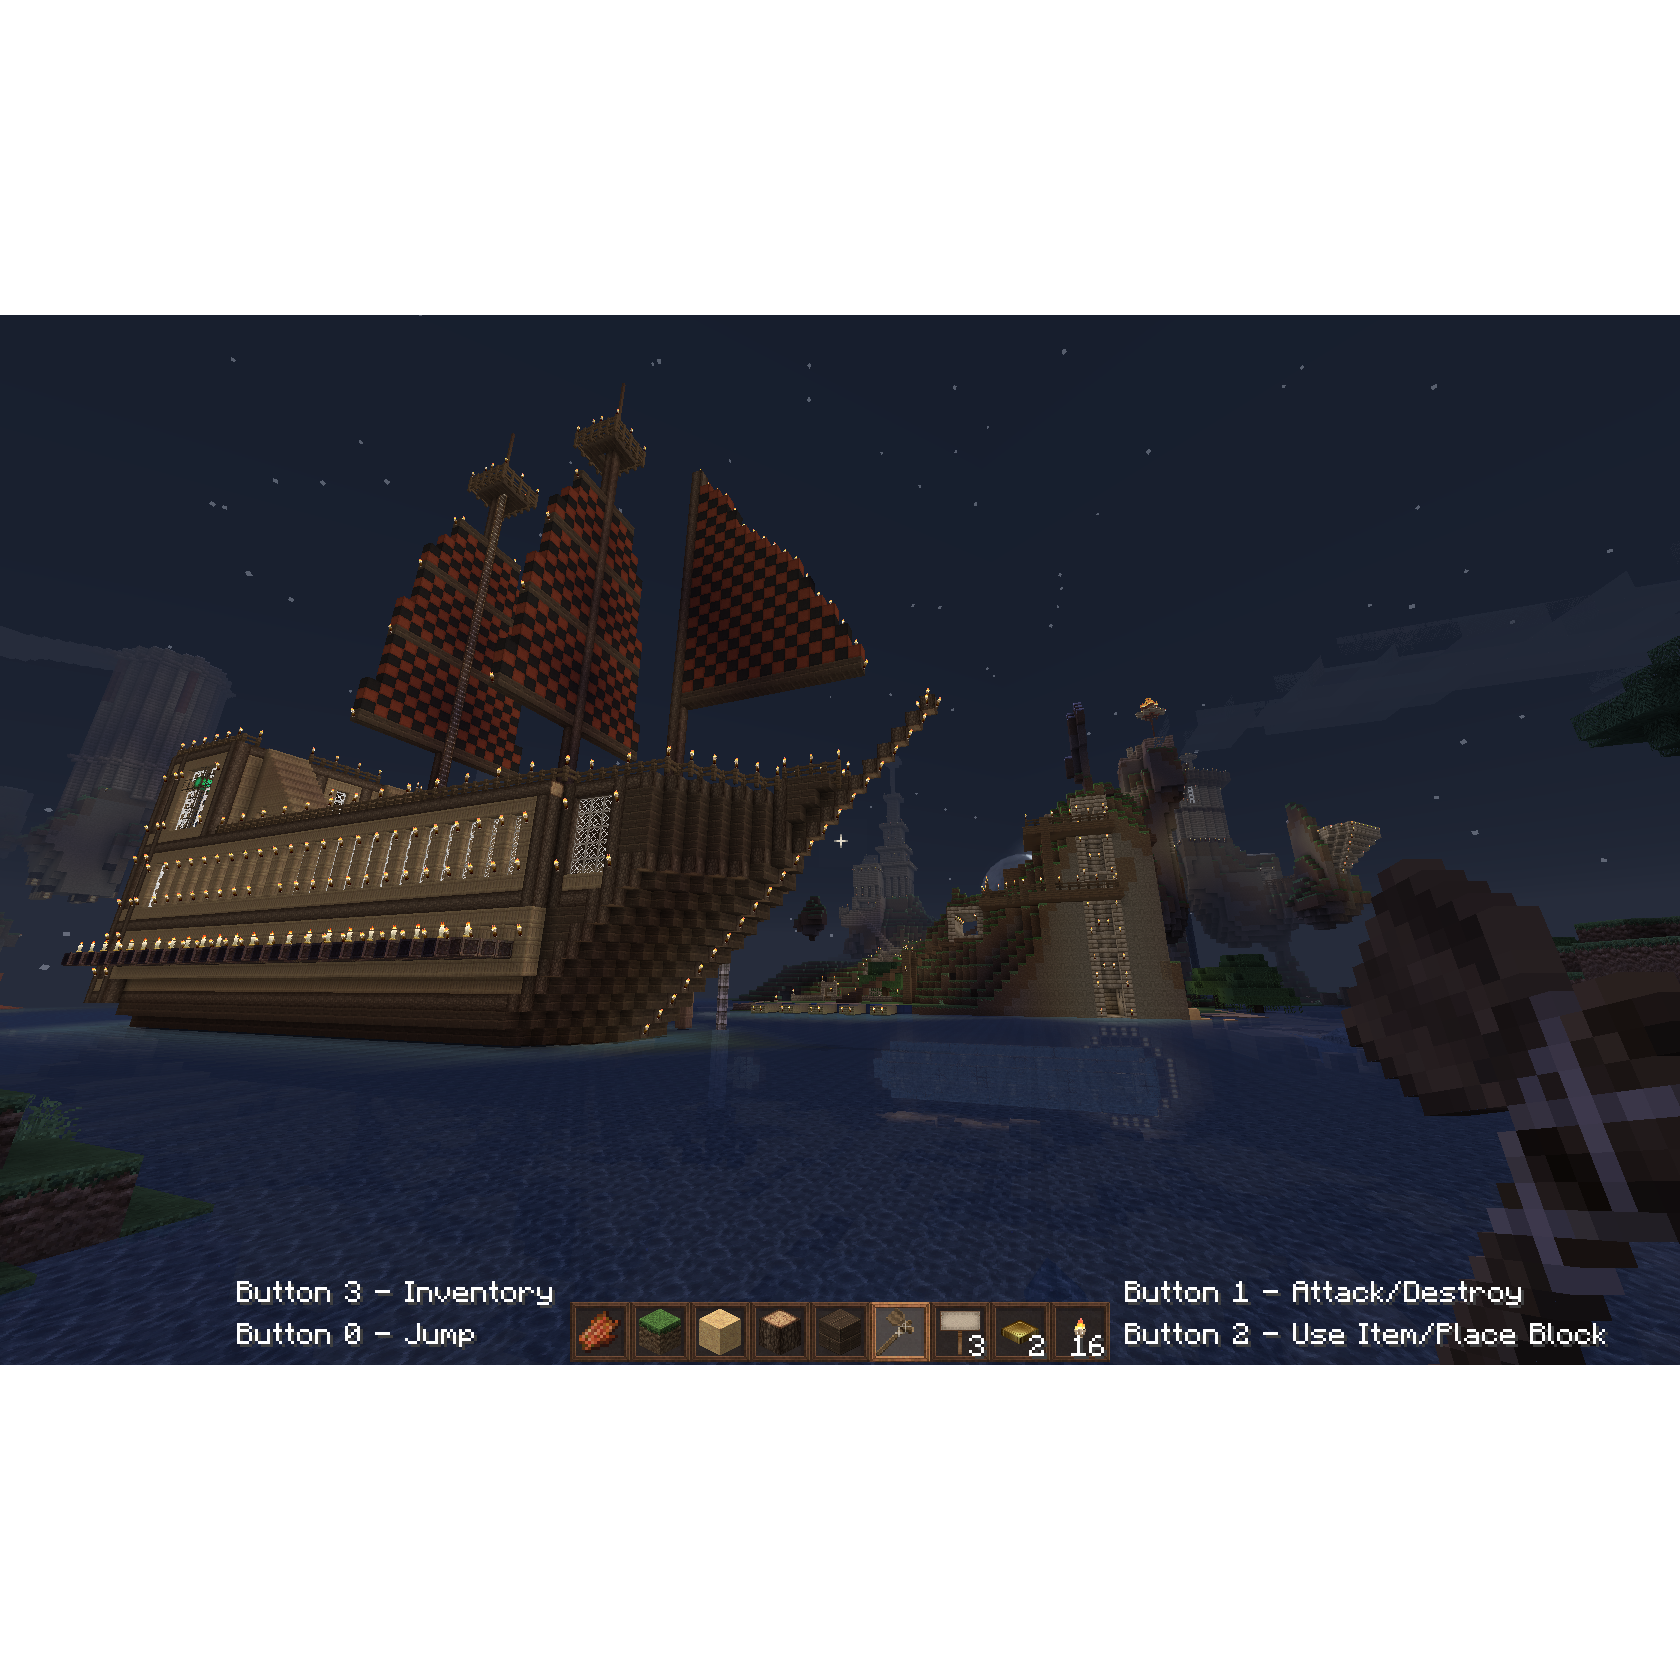 Button 3 - Inventory
Button 0 - Jump
3
2
16
Button 1 - Attack/Destroy
Button 2 - Use Item/Place Block